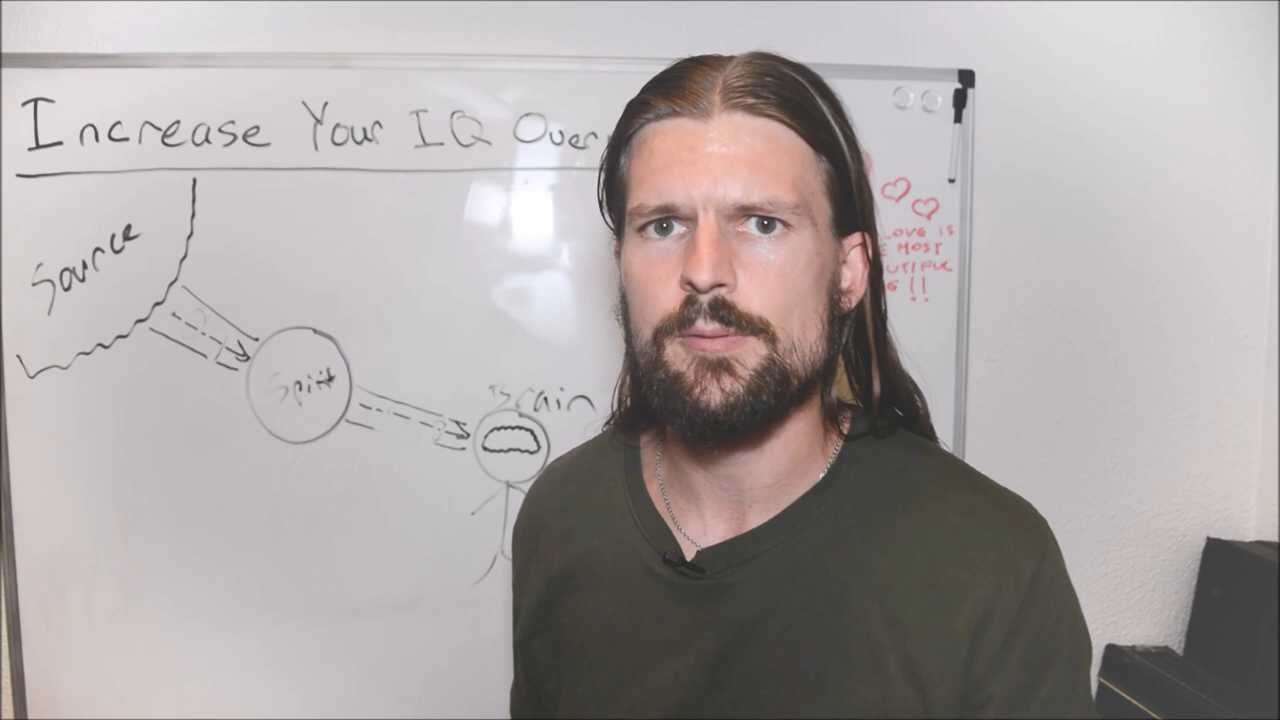 Increase Your IQ Over
Source
Spirit
Brain
LOVE IS
MOST
!!